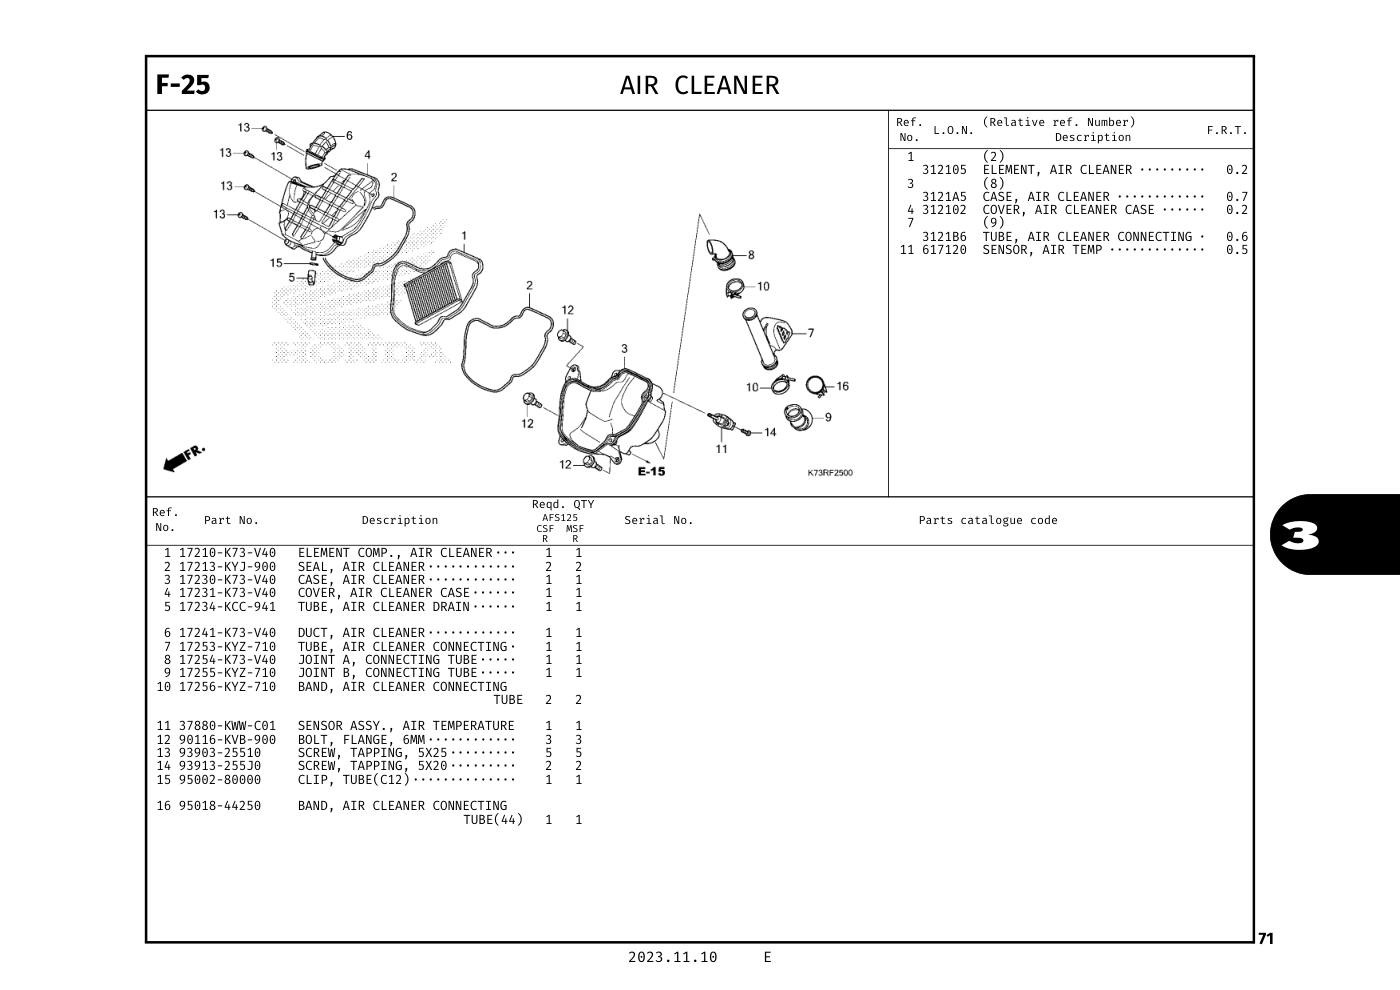 F-25
AIR CLEANER
13
6
13
13
4
2
13
13
1
15
5
2
12
3
12
12
E-15
8
10
7
10
16
9
14
11
HONDA
FR.
K73RF2500
Ref. No. L.O.N. (Relative ref. Number) Description F.R.T.
1 (2)
312105 ELEMENT, AIR CLEANER ········· 0.2
3 (8)
3121A5 CASE, AIR CLEANER ············ 0.7
4 312102 COVER, AIR CLEANER CASE ······ 0.2
7 (9)
3121B6 TUBE, AIR CLEANER CONNECTING · 0.6
11 617120 SENSOR, AIR TEMP ············· 0.5
Ref. No. Part No. Description Reqd. QTY Serial No. Parts catalogue code
AFS125
CSF MSF
R R
1 17210-K73-V40 ELEMENT COMP., AIR CLEANER··· 1 1
2 17213-KYJ-900 SEAL, AIR CLEANER············ 2 2
3 17230-K73-V40 CASE, AIR CLEANER············ 1 1
4 17231-K73-V40 COVER, AIR CLEANER CASE······ 1 1
5 17234-KCC-941 TUBE, AIR CLEANER DRAIN······ 1 1
6 17241-K73-V40 DUCT, AIR CLEANER············ 1 1
7 17253-KYZ-710 TUBE, AIR CLEANER CONNECTING· 1 1
8 17254-K73-V40 JOINT A, CONNECTING TUBE····· 1 1
9 17255-KYZ-710 JOINT B, CONNECTING TUBE····· 1 1
10 17256-KYZ-710 BAND, AIR CLEANER CONNECTING
TUBE 2 2
11 37880-KWW-C01 SENSOR ASSY., AIR TEMPERATURE 1 1
12 90116-KVB-900 BOLT, FLANGE, 6MM············ 3 3
13 93903-25510 SCREW, TAPPING, 5X25········· 5 5
14 93913-255J0 SCREW, TAPPING, 5X20········· 2 2
15 95002-80000 CLIP, TUBE(C12)·············· 1 1
16 95018-44250 BAND, AIR CLEANER CONNECTING
TUBE(44) 1 1
3
71
2023.11.10 E